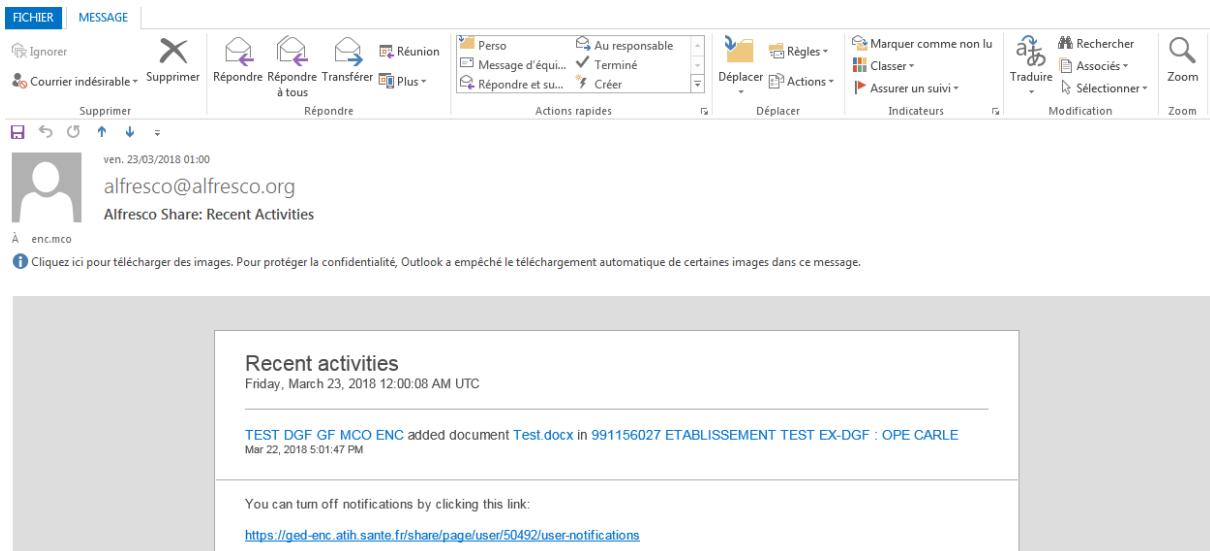 FICHIER MESSAGE
Ignorer
Courrier indésirable
Supprimer
Supprimer
Répondre Répondre à tous Transférer
Réunion
Plus
Répondre
Perso
Message d'équi...
Répondre et su...
Au responsable
Terminé
Créer
Actions rapides
Déplacer
Règles
Actions
Déplacer
Marquer comme non lu
Classer
Assurer un suivi
Indicateurs
Traduire
Rechercher
Associés
Sélectionner
Modification
Zoom
Zoom
ven. 23/03/2018 01:00
alfresco@alfresco.org
Alfresco Share: Recent Activities
À enc.mco
Cliquez ici pour télécharger des images. Pour protéger la confidentialité, Outlook a empêché le téléchargement automatique de certaines images dans ce message.
Recent activities
Friday, March 23, 2018 12:00:08 AM UTC
TEST DGF GF MCO ENC added document Test.docx in 991156027 ETABLISSEMENT TEST EX-DGF : OPE CARLE
Mar 22, 2018 5:01:47 PM
You can turn off notifications by clicking this link:
https://ged-enc.atih.sante.fr/share/page/user/50492/user-notifications